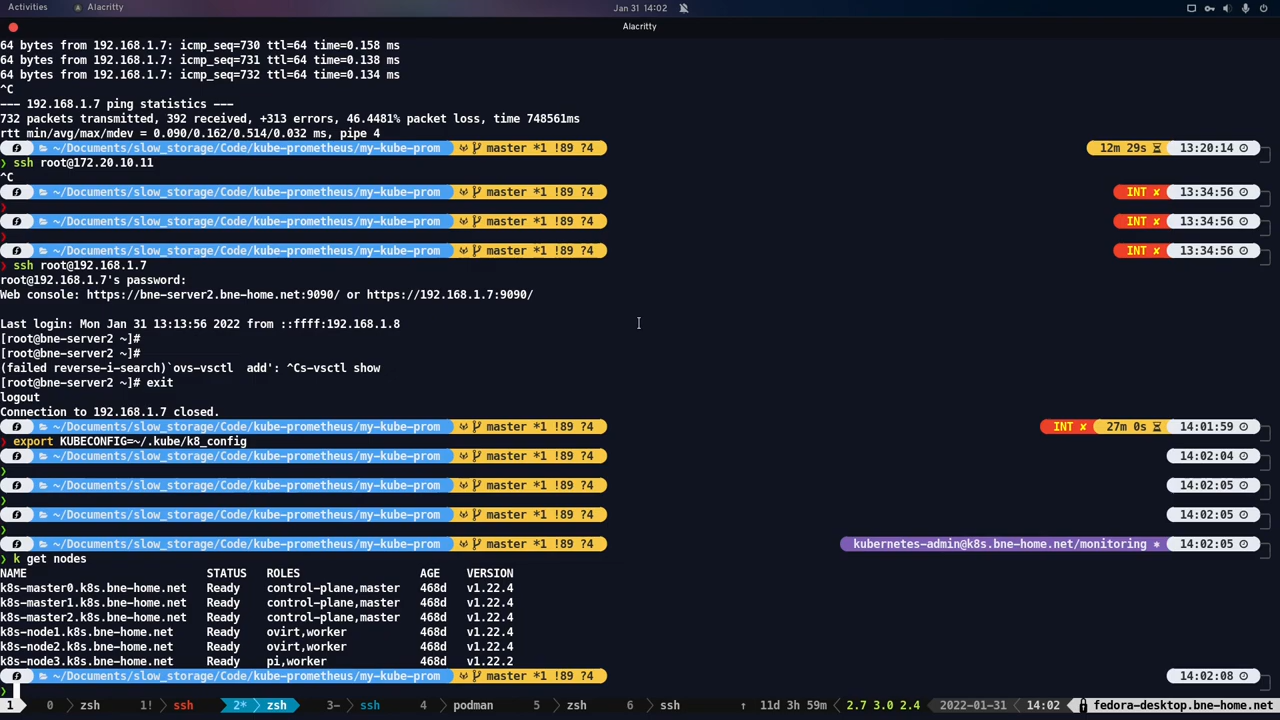 Activities Alacritty Jan 31 14:02
Alacritty
64 bytes from 192.168.1.7: icmp_seq=730 ttl=64 time=0.158 ms
64 bytes from 192.168.1.7: icmp_seq=731 ttl=64 time=0.138 ms
64 bytes from 192.168.1.7: icmp_seq=732 ttl=64 time=0.134 ms
^C
--- 192.168.1.7 ping statistics ---
732 packets transmitted, 392 received, +313 errors, 46.4481% packet loss, time 748561ms
rtt min/avg/max/mdev = 0.090/0.162/0.514/0.032 ms, pipe 4
~/Documents/slow_storage/Code/kube-prometheus/my-kube-prom master *1 !89 ?4 12m 29s 13:20:14
❯ ssh root@172.20.10.11
^C
~/Documents/slow_storage/Code/kube-prometheus/my-kube-prom master *1 !89 ?4 INT ✘ 13:34:56
❯
~/Documents/slow_storage/Code/kube-prometheus/my-kube-prom master *1 !89 ?4 INT ✘ 13:34:56
❯
~/Documents/slow_storage/Code/kube-prometheus/my-kube-prom master *1 !89 ?4 INT ✘ 13:34:56
❯ ssh root@192.168.1.7
root@192.168.1.7's password:
Web console: https://bne-server2.bne-home.net:9090/ or https://192.168.1.7:9090/
Last login: Mon Jan 31 13:13:56 2022 from ::ffff:192.168.1.8
[root@bne-server2 ~]#
[root@bne-server2 ~]#
(failed reverse-i-search)`ovs-vsctl  add': ^Cs-vsctl show
[root@bne-server2 ~]# exit
logout
Connection to 192.168.1.7 closed.
~/Documents/slow_storage/Code/kube-prometheus/my-kube-prom master *1 !89 ?4 INT ✘ 27m 0s 14:01:59
❯ export KUBECONFIG=~/.kube/k8_config
~/Documents/slow_storage/Code/kube-prometheus/my-kube-prom master *1 !89 ?4 14:02:04
❯
~/Documents/slow_storage/Code/kube-prometheus/my-kube-prom master *1 !89 ?4 14:02:05
❯
~/Documents/slow_storage/Code/kube-prometheus/my-kube-prom master *1 !89 ?4 14:02:05
❯
~/Documents/slow_storage/Code/kube-prometheus/my-kube-prom master *1 !89 ?4 kubernetes-admin@k8s.bne-home.net/monitoring 14:02:05
❯ k get nodes
NAME STATUS ROLES AGE VERSION
k8s-master0.k8s.bne-home.net Ready control-plane,master 468d v1.22.4
k8s-master1.k8s.bne-home.net Ready control-plane,master 468d v1.22.4
k8s-master2.k8s.bne-home.net Ready control-plane,master 468d v1.22.4
k8s-node1.k8s.bne-home.net Ready ovirt,worker 468d v1.22.4
k8s-node2.k8s.bne-home.net Ready ovirt,worker 468d v1.22.4
k8s-node3.k8s.bne-home.net Ready pi,worker 468d v1.22.2
~/Documents/slow_storage/Code/kube-prometheus/my-kube-prom master *1 !89 ?4 14:02:08
❯
1 0 zsh 1! ssh 2* zsh 3- ssh 4 podman 5 zsh 6 ssh ↑ 11d 3h 59m 2.7 3.0 2.4 2022-01-31 14:02 fedora-desktop.bne-home.net